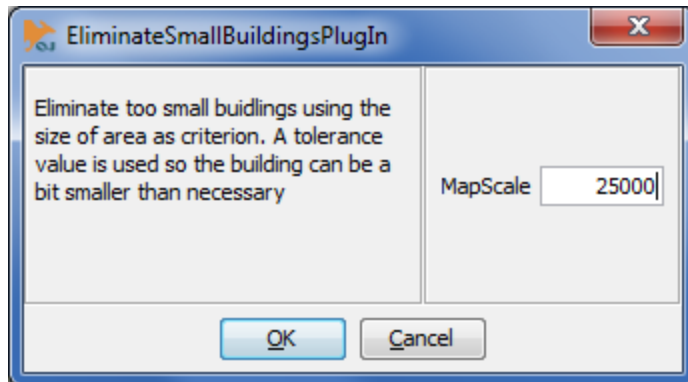 EliminateSmallBuildingsPlugIn
Eliminate too small buidlings using the
size of area as criterion. A tolerance
value is used so the building can be a
bit smaller than necessary
MapScale 25000
OK Cancel